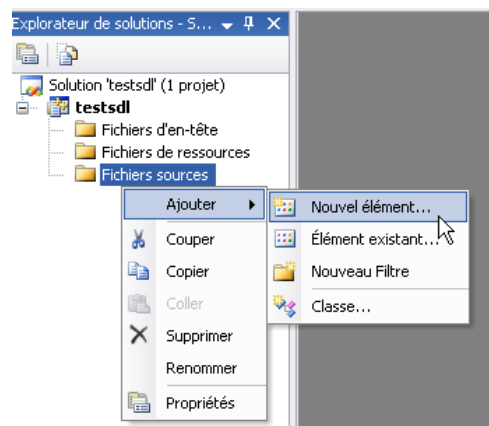 Explorateur de solutions - S...
Solution 'testsdl' (1 projet)
testsdl
Fichiers d'en-tête
Fichiers de ressources
Fichiers sources
Ajouter
Couper
Copier
Coller
Supprimer
Renommer
Propriétés
Nouvel élément...
Élément existant...
Nouveau Filtre
Classe...